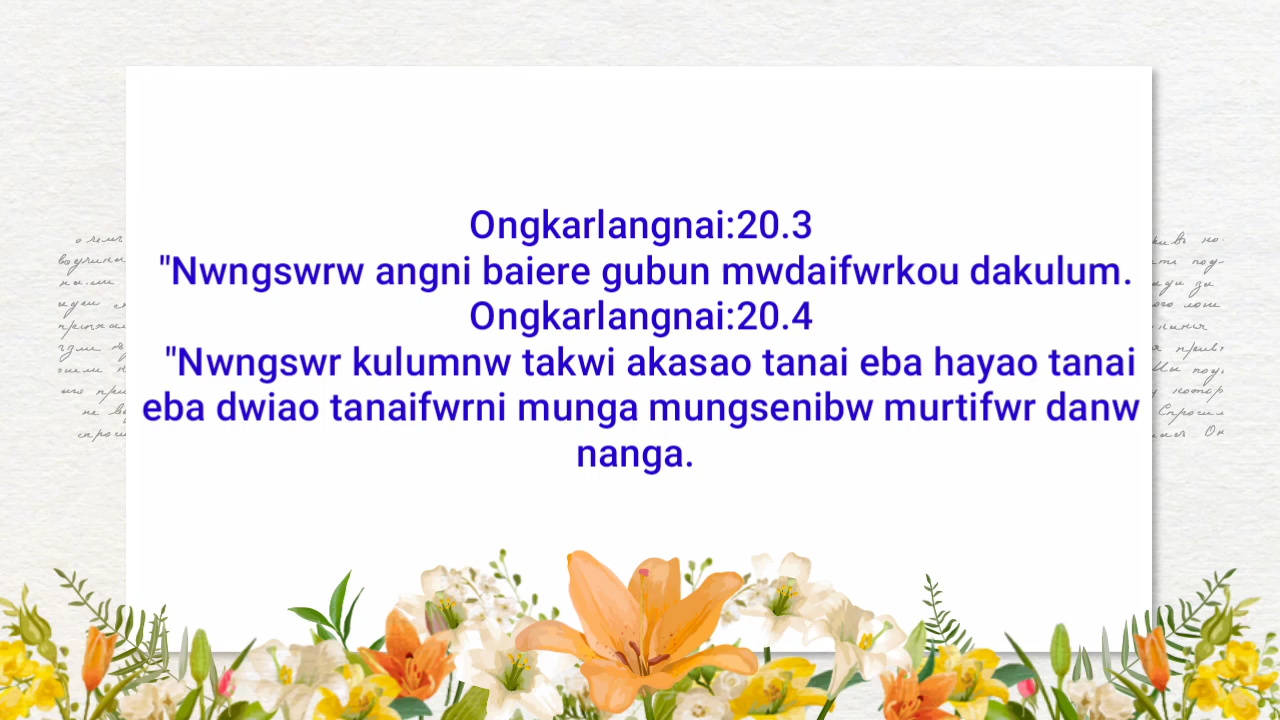 Ongkarlangnai:20.3
"Nwngswrw angni baiere gubun mwdaifwrkou dakulum.
Ongkarlangnai:20.4
"Nwngswr kulumnw takwi akasao tanai eba hayao tanai
eba dwiao tanaifwrni munga mungsenibw murtifwr danw
nanga.